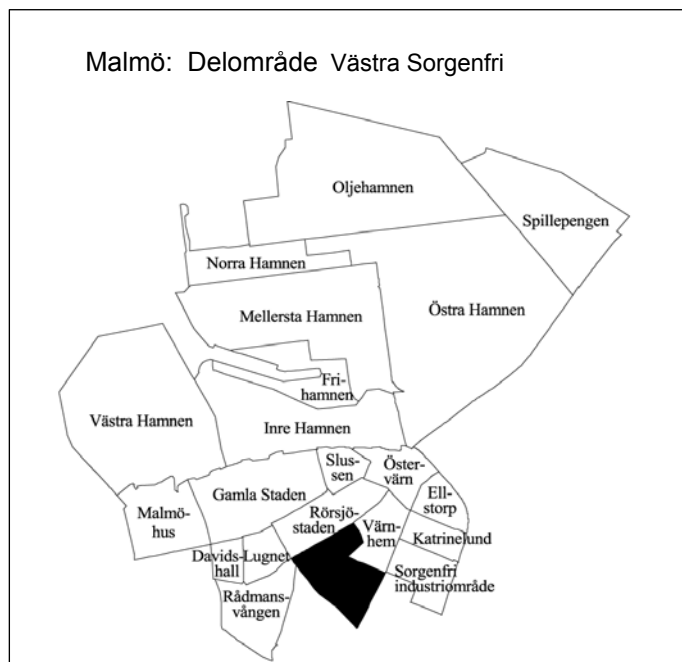 Malmö: Delområde Västra Sorgenfri
Oljehamnen
Spillepengen
Norra Hamnen
Östra Hamnen
Mellersta Hamnen
Fri-
hamnen
Västra Hamnen
Inre Hamnen
Slus-
sen
Öster-
värn
Gamla Staden
Ell-
storp
Malmö-
hus
Rörsjö-
staden
Värn-
hem
Katrinelund
Davids-
hall
Lugnet
Sorgenfri
industriområde
Rådmans-
vången